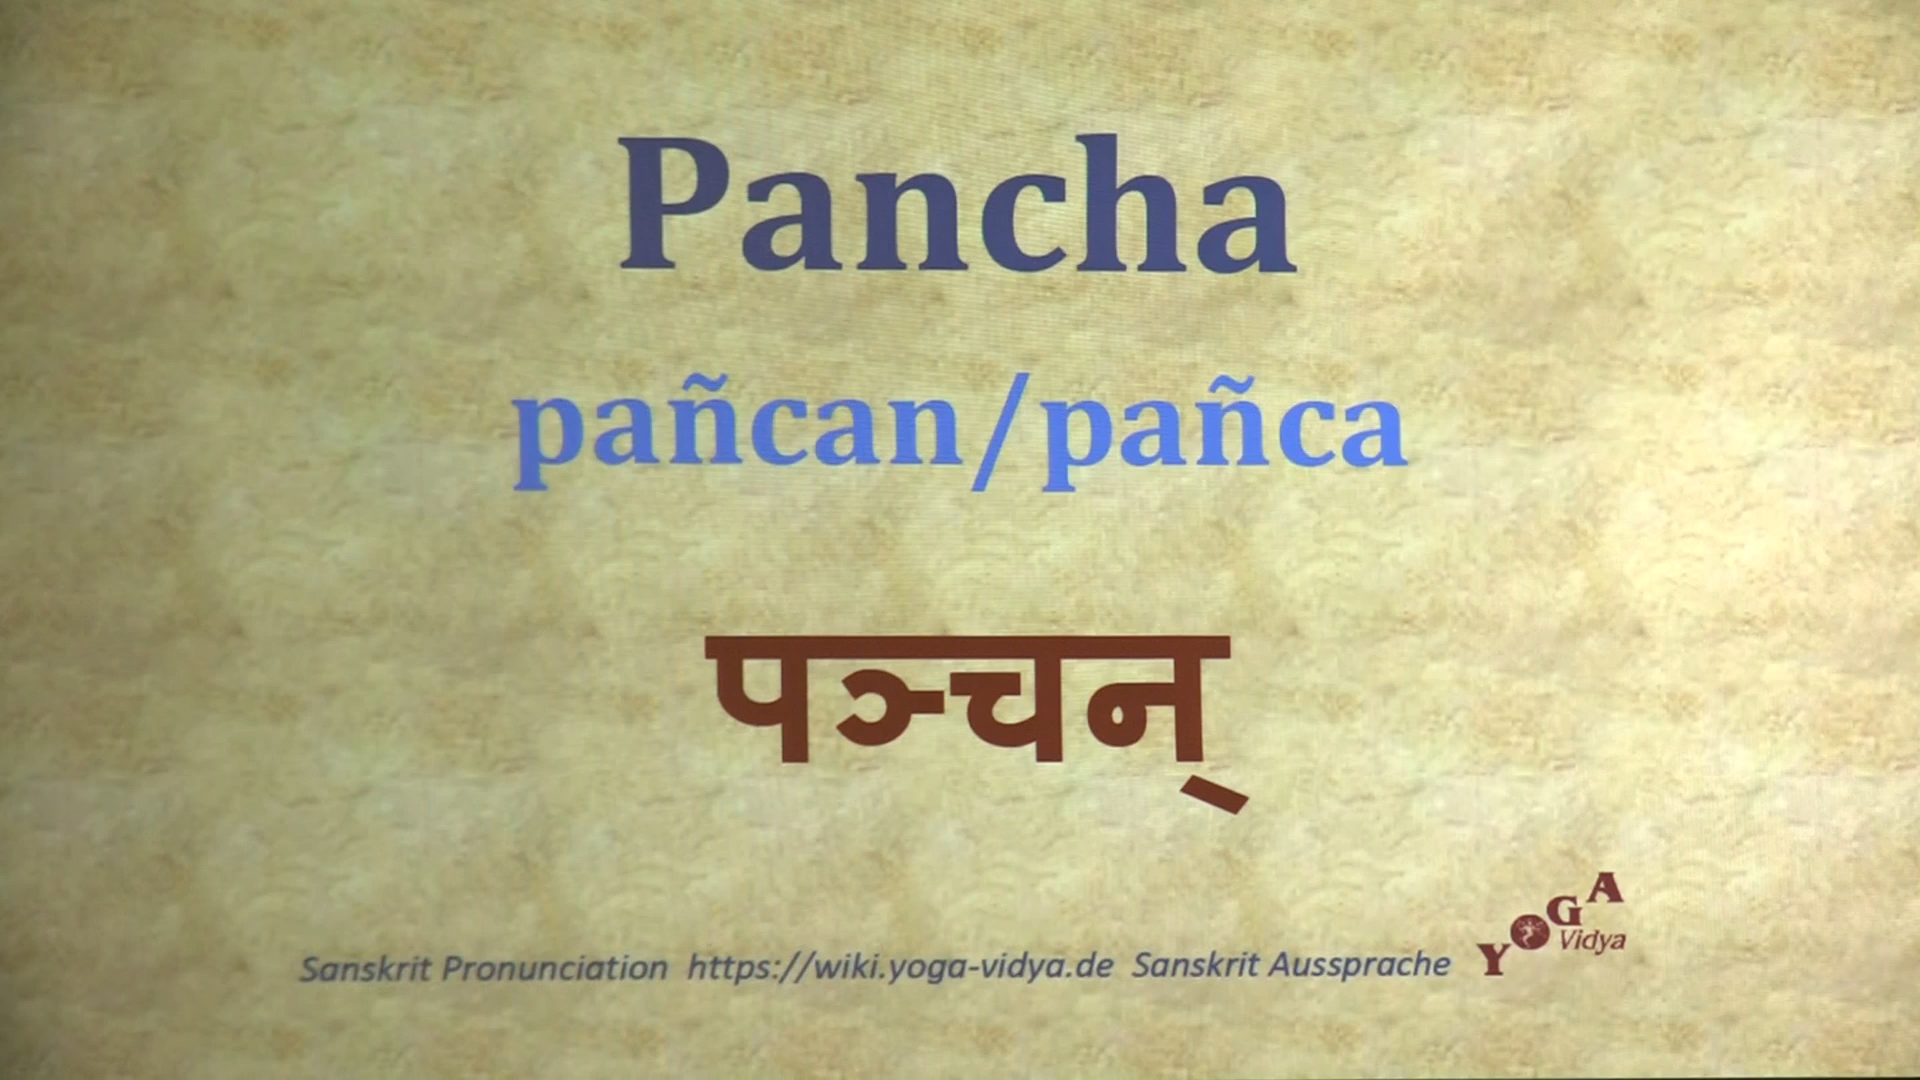 Pancha
pañcan/pañca
पञ्चन्
Sanskrit Pronunciation https://wiki.yoga-vidya.de Sanskrit Aussprache
YOGA
Vidya